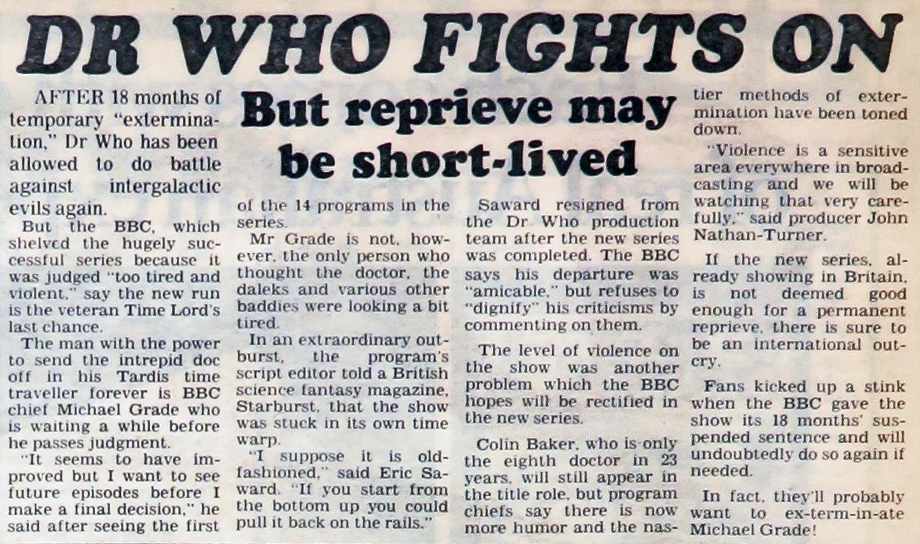 DR WHO FIGHTS ON
But reprieve may
be short-lived
AFTER 18 months of
temporary "extermina-
tion," Dr Who has been
allowed to do battle
against intergalactic
evils again.
But the BBC, which
shelved the hugely suc-
cessful series because it
was judged "too tired and
violent," say the new run
is the veteran Time Lord's
last chance.
The man with the power
to send the intrepid doc
off in his Tardis time
traveller forever is BBC
chief Michael Grade who
is waiting a while before
he passes judgment.
"It seems to have im-
proved but I want to see
future episodes before I
make a final decision," he
said after seeing the first
of the 14 programs in the
series.
Mr Grade is not, how-
ever, the only person who
thought the doctor, the
daleks and various other
baddies were looking a bit
tired.
In an extraordinary out-
burst, the program's
script editor told a British
science fantasy magazine,
Starburst, that the show
was stuck in its own time
warp.
"I suppose it is old-
fashioned," said Eric Sa-
ward. "If you start from
the bottom up you could
pull it back on the rails."
Saward resigned from
the Dr Who production
team after the new series
was completed. The BBC
says his departure was
"amicable," but refuses to
"dignify" his criticisms by
commenting on them.
The level of violence on
the show was another
problem which the BBC
hopes will be rectified in
the new series.
Colin Baker, who is only
the eighth doctor in 23
years, will still appear in
the title role, but program
chiefs say there is now
more humor and the nas-
tier methods of exter-
mination have been toned
down.
"Violence is a sensitive
area everywhere in broad-
casting and we will be
watching that very care-
fully," said producer John
Nathan-Turner.
If the new series, al-
ready showing in Britain,
is not deemed good
enough for a permanent
reprieve, there is sure to
be an international out-
cry.
Fans kicked up a stink
when the BBC gave the
show its 18 months' sus-
pended sentence and will
undoubtedly do so again if
needed.
In fact, they'll probably
want to ex-term-in-ate
Michael Grade!